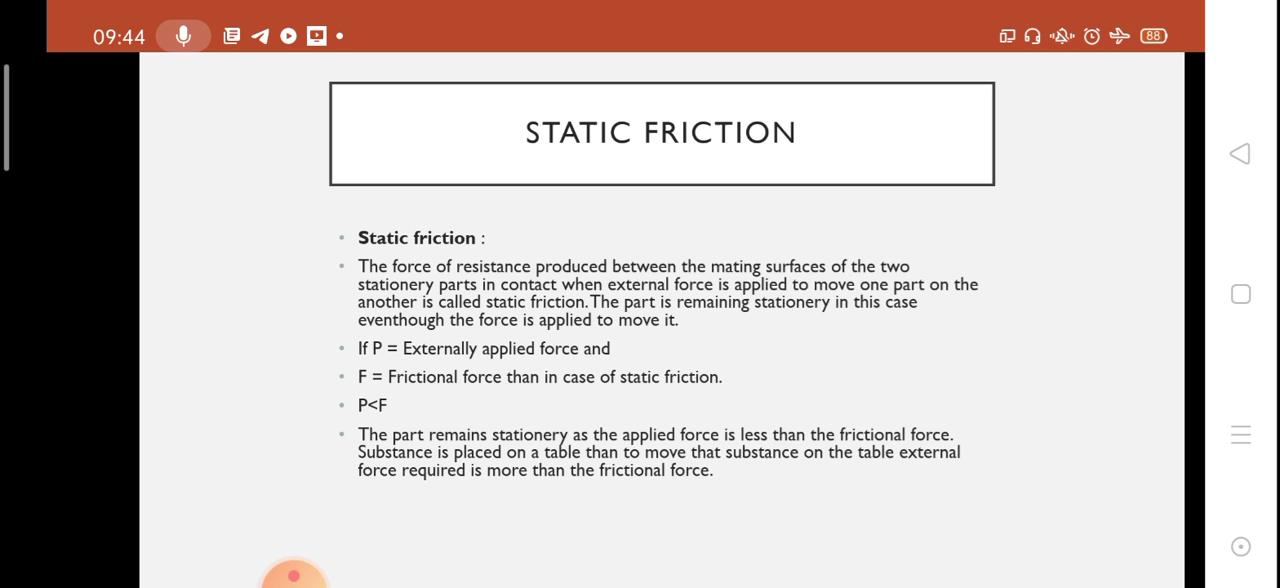 09:44
88
STATIC FRICTION
• Static friction :
• The force of resistance produced between the mating surfaces of the two
stationery parts in contact when external force is applied to move one part on the
another is called static friction. The part is remaining stationery in this case
eventhough the force is applied to move it.
• If P = Externally applied force and
• F = Frictional force than in case of static friction.
• P<F
• The part remains stationery as the applied force is less than the frictional force.
Substance is placed on a table than to move that substance on the table external
force required is more than the frictional force.